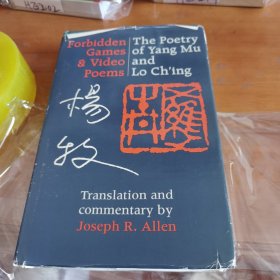 Forbidden
Games
& Video
Poems
The Poetry
of Yang Mu
and
Lo Ch'ing
楊
牧
Translation and
commentary by
Joseph R. Allen